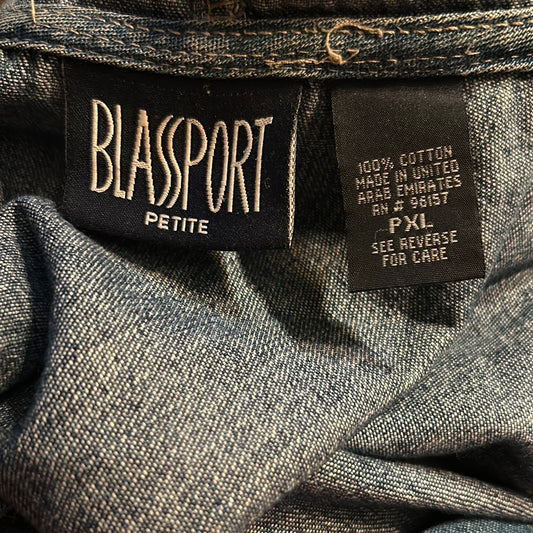 BLASSPORT
PETITE
100% COTTON
MADE IN UNITED
ARAB EMIRATES
RN # 96157
PXL
SEE REVERSE
FOR CARE